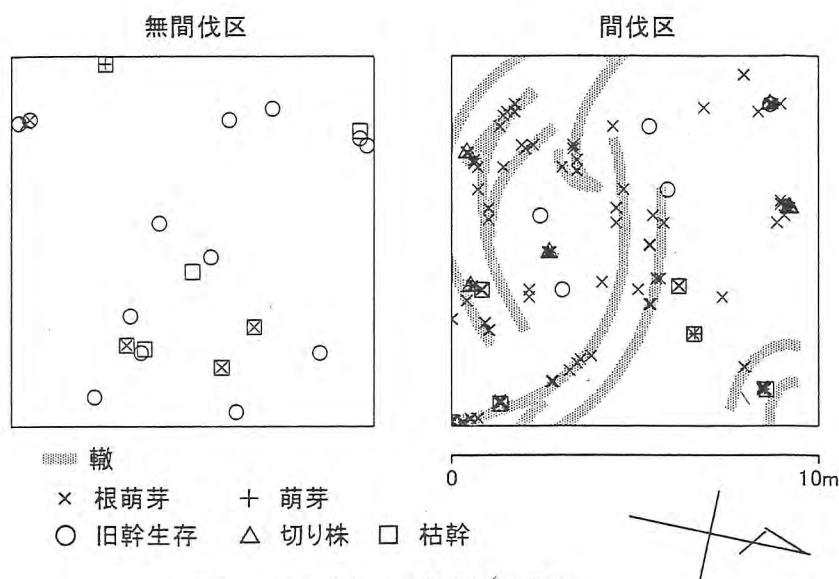 無間伐区 間伐区
轍
× 根萌芽 + 萌芽
○ 旧幹生存 △ 切り株 □ 枯幹
0 10m